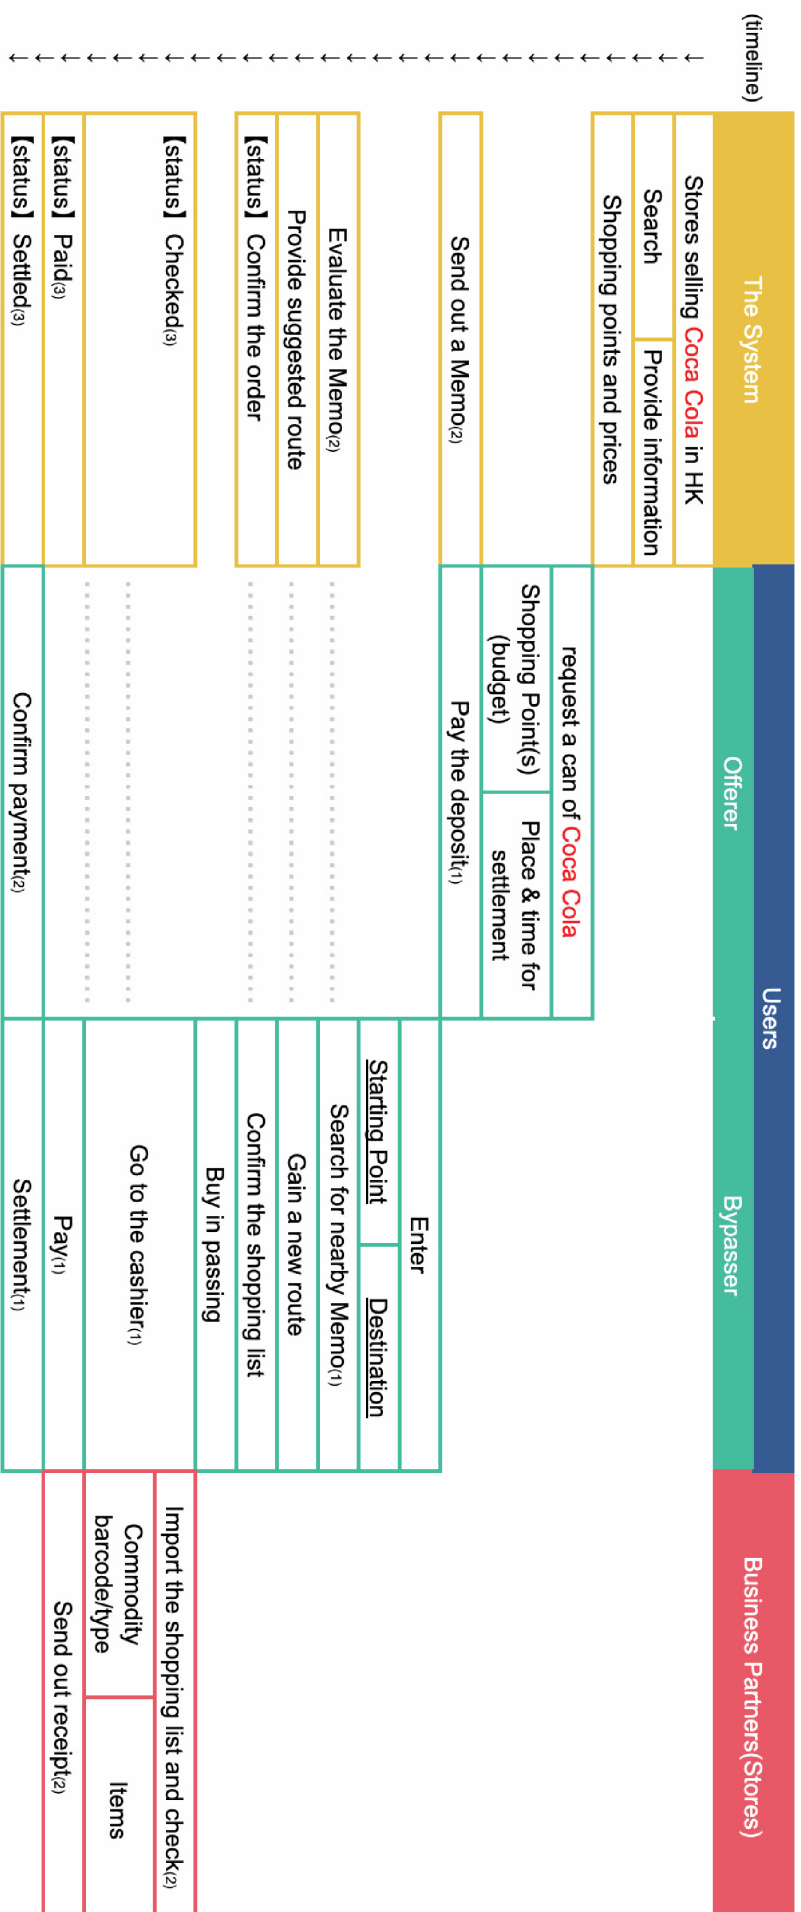 (timeline)
The System
Users
Offerer
Bypasser
Business Partners(Stores)
Stores selling Coca Cola in HK
Search
Provide information
Shopping points and prices
request a can of Coca Cola
Shopping Point(s)
(budget)
Place & time for
settlement
Send out a Memo(2)
Pay the deposit(1)
Enter
Starting Point
Destination
Evaluate the Memo(2)
Search for nearby Memo(1)
Provide suggested route
Gain a new route
【status】 Confirm the order
Confirm the shopping list
Buy in passing
【status】 Checked(3)
Go to the cashier(1)
Import the shopping list and check(2)
Commodity
barcode/type
Items
【status】 Paid(3)
Pay(1)
Send out receipt(2)
【status】 Settled(3)
Confirm payment(2)
Settlement(1)